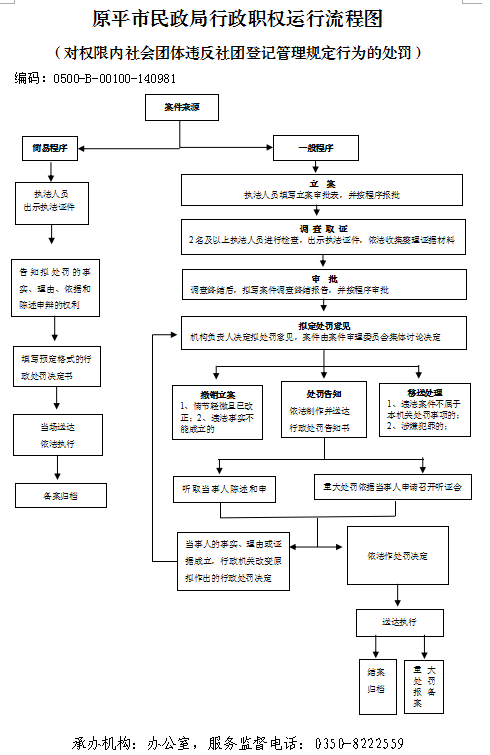 原平市民政局行政职权运行流程图
（对权限内社会团体违反社团登记管理规定行为的处罚）
编码：0500-B-00100-140981
案件来源
简易程序
一般程序
执法人员
出示执法证件
告知拟处罚的事
实、理由、依据和
陈述申辩的权利
填写预定格式的行
政处罚决定书
当场送达
依法执行
备案归档
立 案
执法人员填写立案审批表，并按程序报批
调 查 取 证
2名及以上执法人员进行检查，出示执法证件，依法收集整理证据材料
审 批
调查终结后，拟写案件调查终结报告，并按程序审批
拟定处罚意见
机构负责人决定拟处罚意见，案件由案件审理委员会集体讨论决定
撤销立案
1、情节轻微且已改
正；2、违法事实不
能成立的
处罚告知
依法制作并送达
行政处罚告知书
移送处理
1、违法案件不属于
本机关处罚事项的；
2、涉嫌犯罪的；
听取当事人陈述和申
重大处罚依据当事人申请召开听证会
当事人的事实、理由或证
据成立，行政机关改变原
拟作出的行政处罚决定
依法作处罚决定
送达执行
结案
归档
重 大
处 罚
报 备
案
承办机构：办公室，服务监督电话：0350-8222559